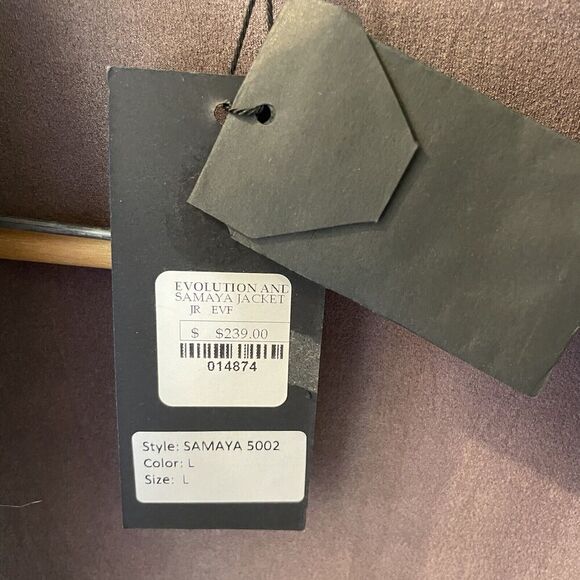 EVOLUTION AND
SAMAYA JACKET
JR EVF
$ $239.00
014874
Style: SAMAYA 5002
Color: L
Size: L